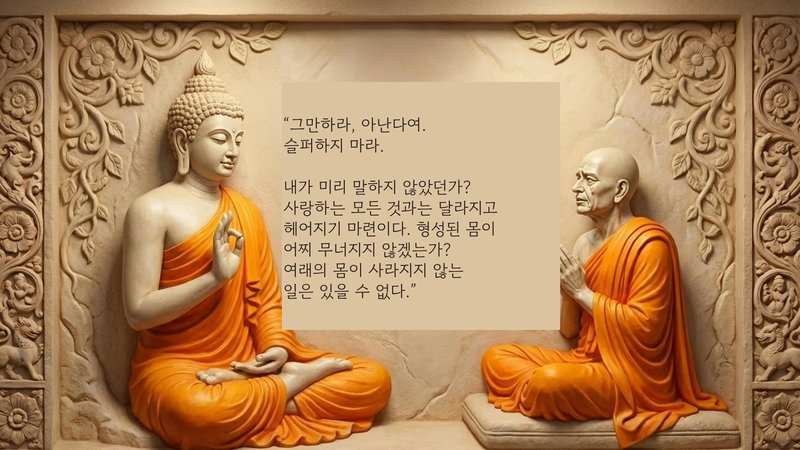 “그만하라, 아난다여.
슬퍼하지 마라.
내가 미리 말하지 않았던가?
사랑하는 모든 것과는 달라지고
헤어지기 마련이다. 형성된 몸이
어찌 무너지지 않겠는가?
여래의 몸이 사라지지 않는
일은 있을 수 없다.”